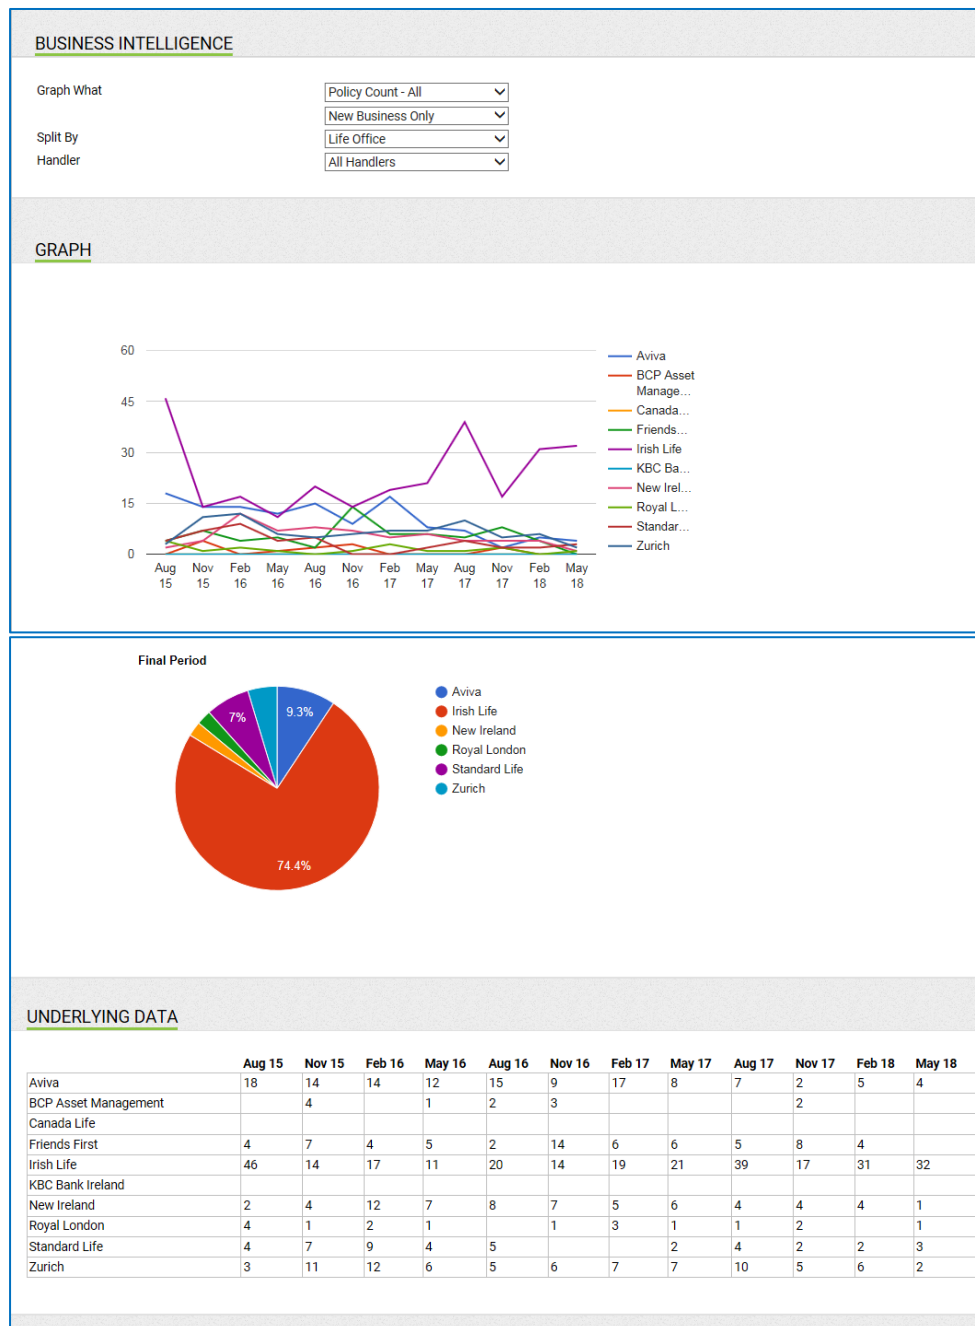 BUSINESS INTELLIGENCE
Graph What Policy Count - All
New Business Only
Split By Life Office
Handler All Handlers
GRAPH
60
45
30
15
0
Aug 15 Nov 15 Feb 16 May 16 Aug 16 Nov 16 Feb 17 May 17 Aug 17 Nov 17 Feb 18 May 18
Aviva
BCP Asset
Manage...
Canada...
Friends...
Irish Life
KBC Ba...
New Irel...
Royal L...
Standar...
Zurich
Final Period
9.3%
7%
74.4%
Aviva
Irish Life
New Ireland
Royal London
Standard Life
Zurich
UNDERLYING DATA
Aug 15 Nov 15 Feb 16 May 16 Aug 16 Nov 16 Feb 17 May 17 Aug 17 Nov 17 Feb 18 May 18
Aviva 18 14 14 12 15 9 17 8 7 2 5 4
BCP Asset Management 4 1 2 3 2
Canada Life
Friends First 4 7 4 5 2 14 6 6 5 8 4
Irish Life 46 14 17 11 20 14 19 21 39 17 31 32
KBC Bank Ireland
New Ireland 2 4 12 7 8 7 5 6 4 4 4 1
Royal London 4 1 2 1 1 3 1 1 2 1
Standard Life 4 7 9 4 5 2 4 2 2 3
Zurich 3 11 12 6 5 6 7 7 10 5 6 2